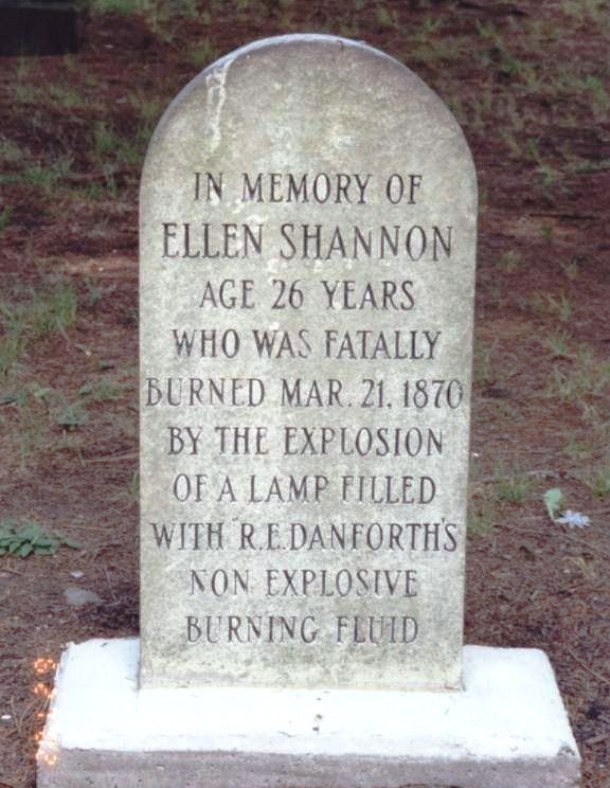 IN MEMORY OF
ELLEN SHANNON
AGE 26 YEARS
WHO WAS FATALLY
BURNED MAR. 21, 1870
BY THE EXPLOSION
OF A LAMP FILLED
WITH "R.E. DANFORTH'S
NON EXPLOSIVE
BURNING FLUID